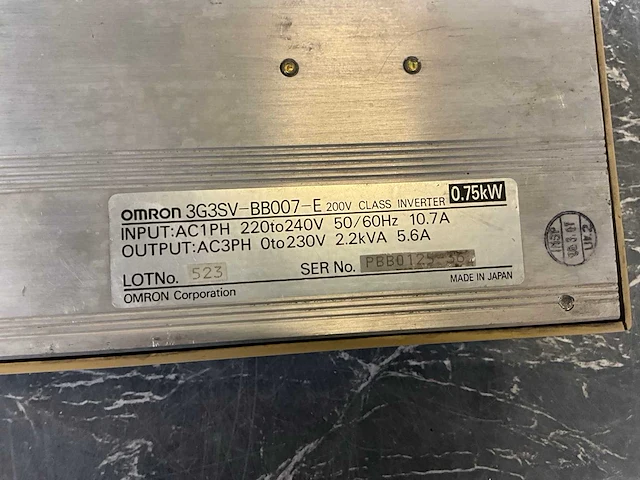 OMRON 3G3SV-BB007-E 200V CLASS INVERTER 0.75kW
INPUT:AC1PH 220to240V 50/60Hz 10.7A
OUTPUT:AC3PH 0to230V 2.2kVA 5.6A
LOTNo. 523 SER No.
OMRON Corporation MADE IN JAPAN
INSP